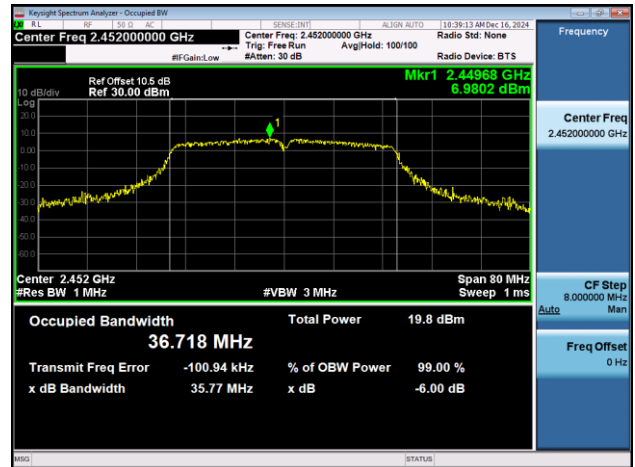 Keysight Spectrum Analyzer - Occupied BW
RL RF 50 Ω AC SENSE:INT ALIGN AUTO 10:39:13 AM Dec 16, 2024
Center Freq 2.452000000 GHz Center Freq: 2.452000000 GHz Radio Std: None Frequency
Trig: Free Run Avg|Hold: 100/100
#IFGain:Low #Atten: 30 dB Radio Device: BTS
Ref Offset 10.5 dB Mkr1 2.44968 GHz
10 dB/div Ref 30.00 dBm 6.9802 dBm
Log
20.0
10.0
0.00
-10.0
-20.0
-30.0
-40.0
-50.0
-60.0
1
Center Freq
2.452000000 GHz
Center 2.452 GHz Span 80 MHz
#Res BW 1 MHz #VBW 3 MHz Sweep 1 ms
CF Step
8.000000 MHz
Auto Man
Occupied Bandwidth Total Power 19.8 dBm
36.718 MHz
Freq Offset
0 Hz
Transmit Freq Error -100.94 kHz % of OBW Power 99.00 %
x dB Bandwidth 35.77 MHz x dB -6.00 dB
MSG STATUS